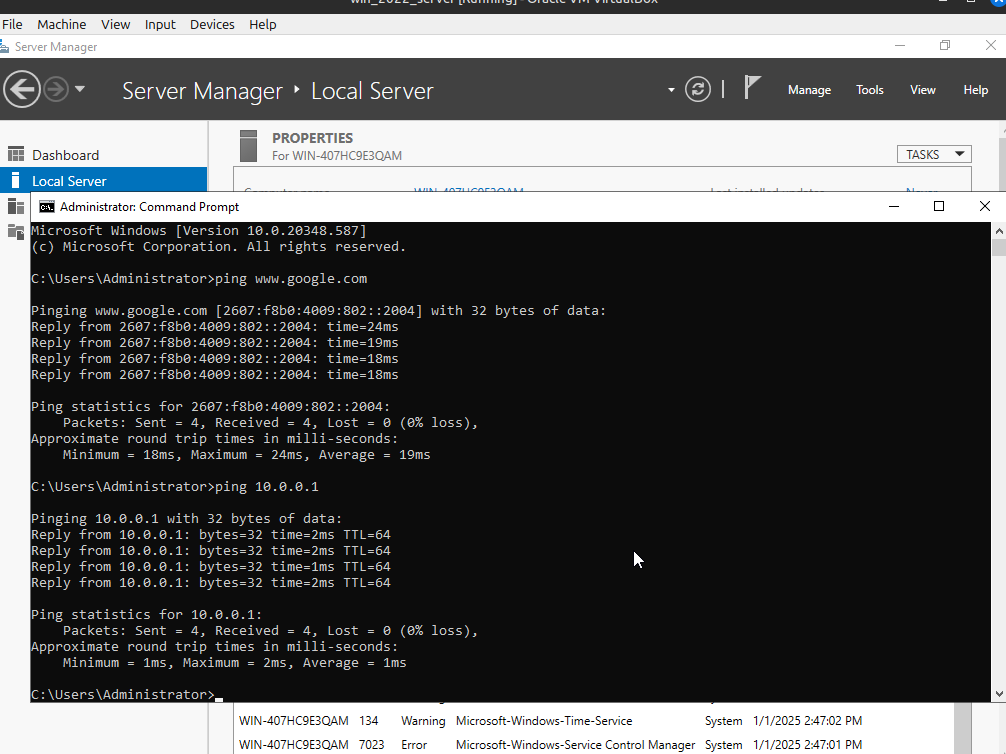 win_2022_server [Running] - Oracle VM VirtualBox
File Machine View Input Devices Help
Server Manager
Server Manager Local Server
Manage Tools View Help
PROPERTIES
For WIN-407HC9E3QAM
TASKS
Dashboard
Local Server
Computer name WIN-407HC9E3QAM Last installed updates Never
Administrator: Command Prompt
Microsoft Windows [Version 10.0.20348.587]
(c) Microsoft Corporation. All rights reserved.
C:\Users\Administrator>ping www.google.com
Pinging www.google.com [2607:f8b0:4009:802::2004] with 32 bytes of data:
Reply from 2607:f8b0:4009:802::2004: time=24ms
Reply from 2607:f8b0:4009:802::2004: time=19ms
Reply from 2607:f8b0:4009:802::2004: time=18ms
Reply from 2607:f8b0:4009:802::2004: time=18ms
Ping statistics for 2607:f8b0:4009:802::2004:
Packets: Sent = 4, Received = 4, Lost = 0 (0% loss),
Approximate round trip times in milli-seconds:
Minimum = 18ms, Maximum = 24ms, Average = 19ms
C:\Users\Administrator>ping 10.0.0.1
Pinging 10.0.0.1 with 32 bytes of data:
Reply from 10.0.0.1: bytes=32 time=2ms TTL=64
Reply from 10.0.0.1: bytes=32 time=2ms TTL=64
Reply from 10.0.0.1: bytes=32 time=1ms TTL=64
Reply from 10.0.0.1: bytes=32 time=2ms TTL=64
Ping statistics for 10.0.0.1:
Packets: Sent = 4, Received = 4, Lost = 0 (0% loss),
Approximate round trip times in milli-seconds:
Minimum = 1ms, Maximum = 2ms, Average = 1ms
C:\Users\Administrator>
WIN-407HC9E3QAM 134 Warning Microsoft-Windows-Time-Service System 1/1/2025 2:47:02 PM
WIN-407HC9E3QAM 7023 Error Microsoft-Windows-Service Control Manager System 1/1/2025 2:47:01 PM